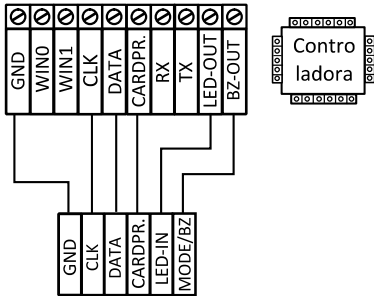 GND
WIN0
WIN1
CLK
DATA
CARDPR.
RX
TX
LED-OUT
BZ-OUT
Contro
ladora
GND
CLK
DATA
CARDPR.
LED-IN
MODE/BZ